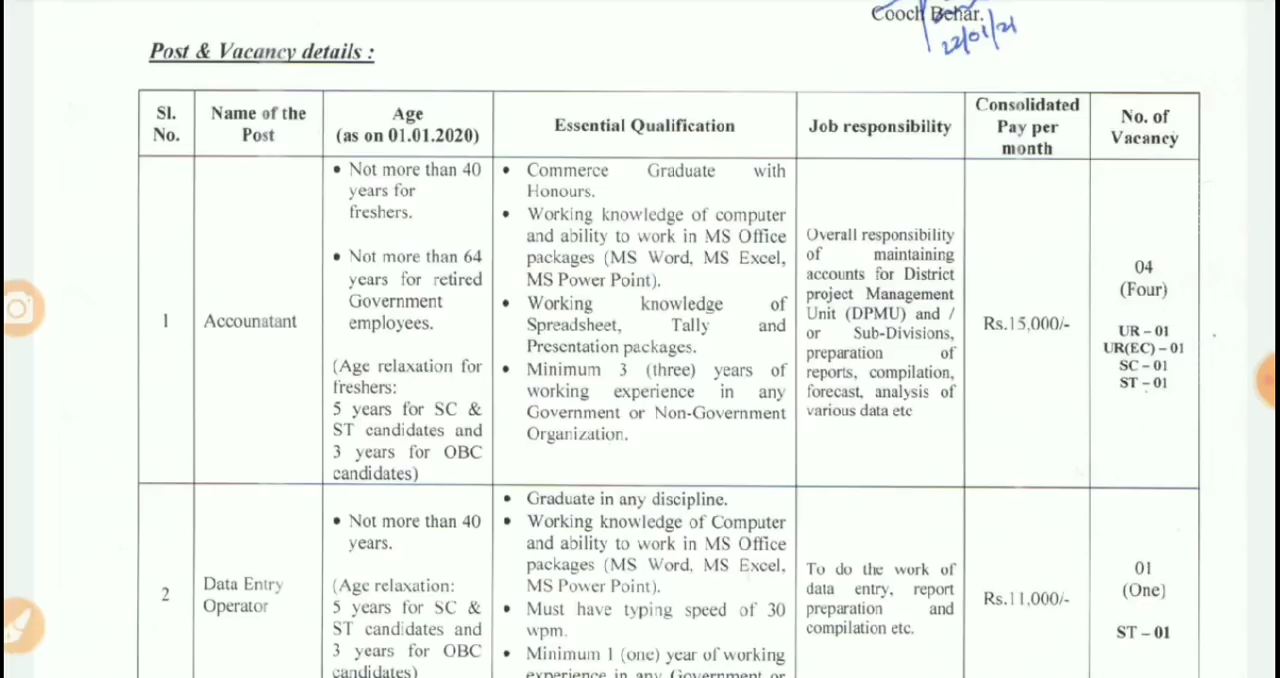 Cooch Behar.
22/01/21
Post & Vacancy details :
Sl.
No.
Name of the
Post
Age
(as on 01.01.2020)
Essential Qualification
Job responsibility
Consolidated
Pay per
month
No. of
Vacancy
1
Accounatant
• Not more than 40
years for
freshers.
• Not more than 64
years for retired
Government
employees.
(Age relaxation for
freshers:
5 years for SC &
ST candidates and
3 years for OBC
candidates)
• Commerce Graduate with
Honours.
• Working knowledge of computer
and ability to work in MS Office
packages (MS Word, MS Excel,
MS Power Point).
• Working knowledge of
Spreadsheet, Tally and
Presentation packages.
• Minimum 3 (three) years of
working experience in any
Government or Non-Government
Organization.
Overall responsibility
of maintaining
accounts for District
project Management
Unit (DPMU) and /
or Sub-Divisions,
preparation of
reports, compilation,
forecast, analysis of
various data etc
Rs.15,000/-
04
(Four)
UR – 01
UR(EC) – 01
SC – 01
ST – 01
2
Data Entry
Operator
• Not more than 40
years.
(Age relaxation:
5 years for SC &
ST candidates and
3 years for OBC
candidates)
• Graduate in any discipline.
• Working knowledge of Computer
and ability to work in MS Office
packages (MS Word, MS Excel,
MS Power Point).
• Must have typing speed of 30
wpm.
• Minimum 1 (one) year of working
experience in any Government or
To do the work of
data entry, report
preparation and
compilation etc.
Rs.11,000/-
01
(One)
ST – 01